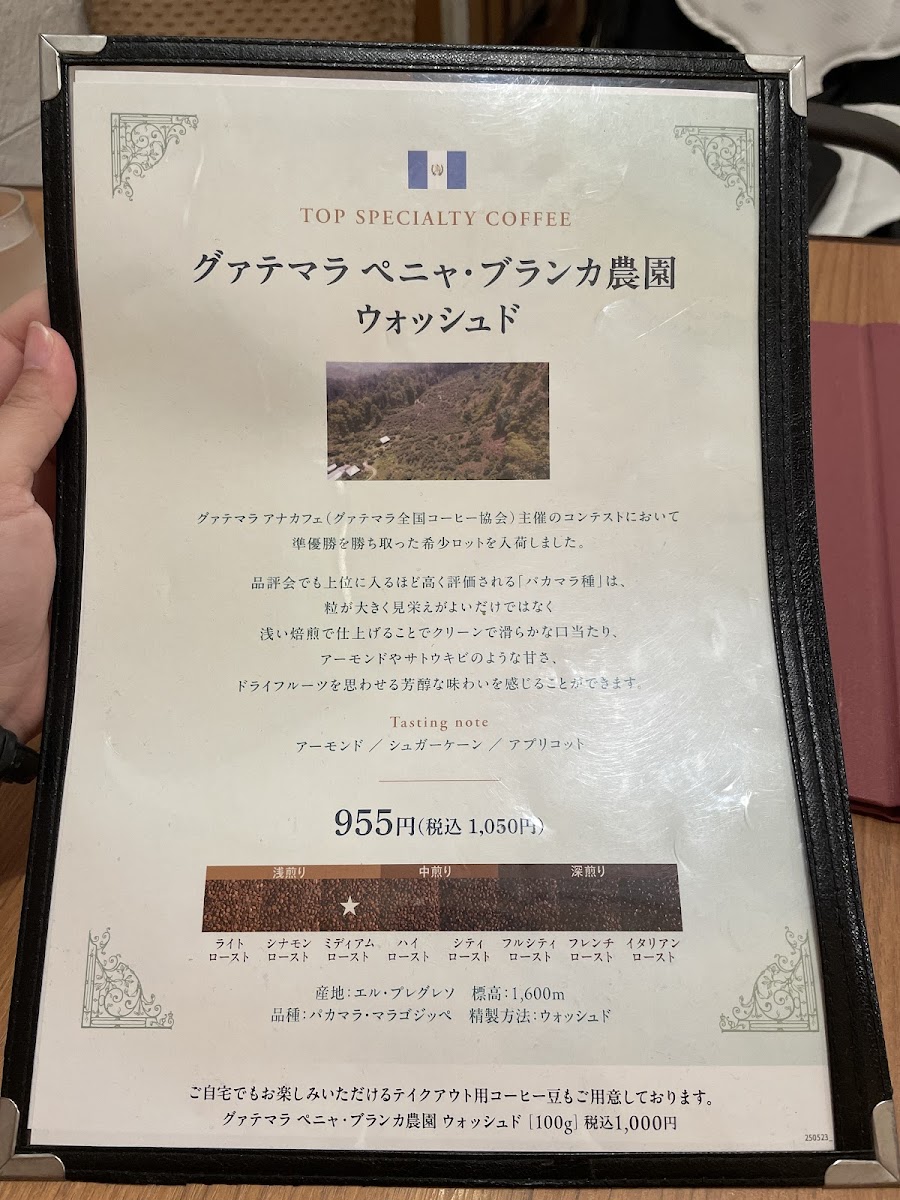 TOP SPECIALTY COFFEE
グァテマラ ペニャ・ブランカ農園
ウォッシュド
グァテマラ アナカフェ(グァテマラ全国コーヒー協会)主催のコンテストにおいて
準優勝を勝ち取った希少ロットを入荷しました。
品評会でも上位に入るほど高く評価される「パカマラ種」は、
粒が大きく見栄えがよいだけではなく
浅い焙煎で仕上げることでクリーンで滑らかな口当たり、
アーモンドやサトウキビのような甘さ、
ドライフルーツを思わせる芳醇な味わいを感じることができます。
Tasting note
アーモンド / シュガーケーン / アプリコット
955円(税込 1,050円)
浅煎り 中煎り 深煎り
ライト シナモン ミディアム ハイ シティ フルシティ フレンチ イタリアン
ロースト ロースト ロースト ロースト ロースト ロースト ロースト ロースト
産地:エル・プレグレソ 標高:1,600m
品種:パカマラ・マラゴジッペ 精製方法:ウォッシュド
ご自宅でもお楽しみいただけるテイクアウト用コーヒー豆もご用意しております。
グァテマラ ペニャ・ブランカ農園 ウォッシュド [100g] 税込1,000円
250523_